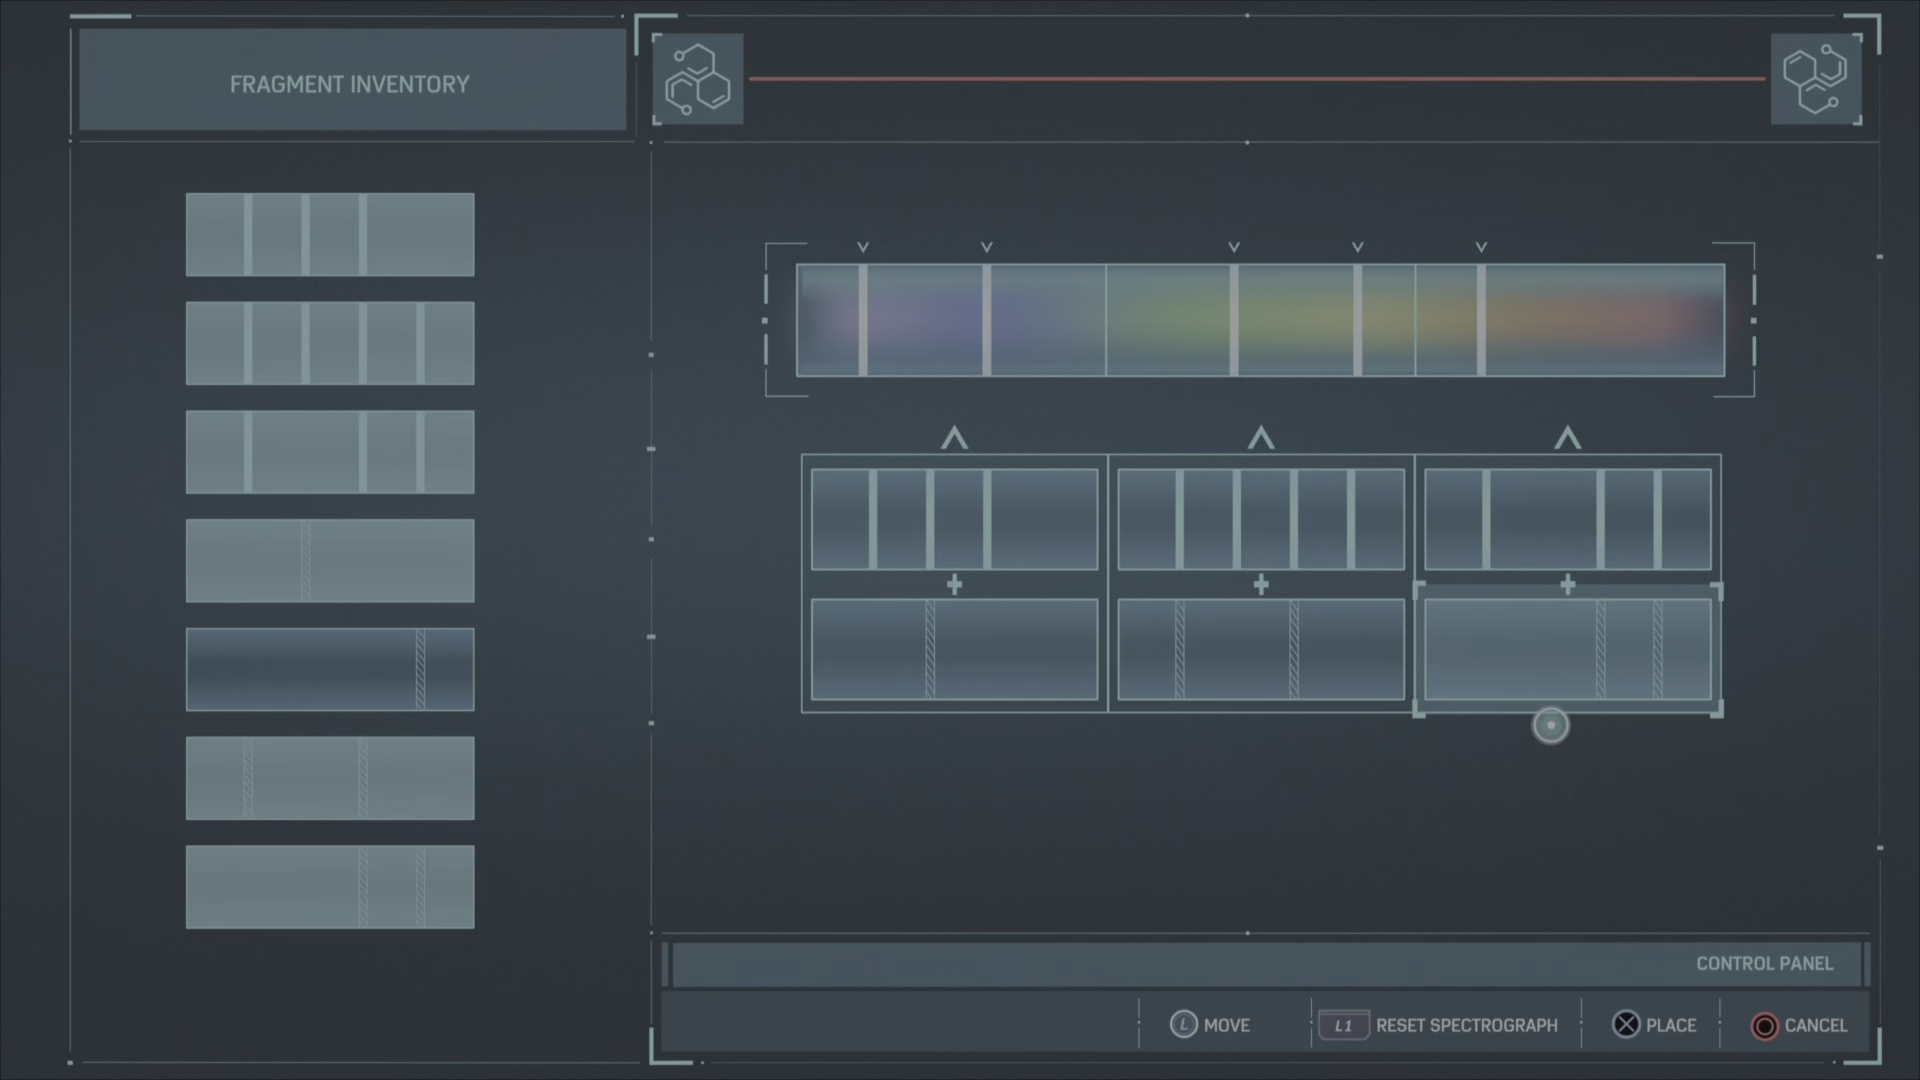 FRAGMENT INVENTORY
CONTROL PANEL
L MOVE
L1 RESET SPECTROGRAPH
PLACE
CANCEL